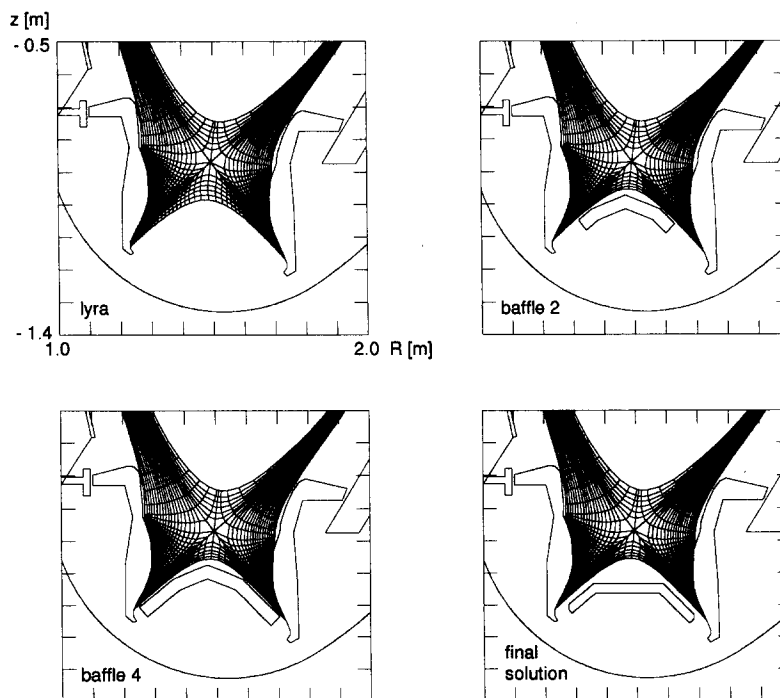 z [m]
- 0.5
lyra
- 1.4
1.0
2.0
R [m]
baffle 2
baffle 4
final
solution